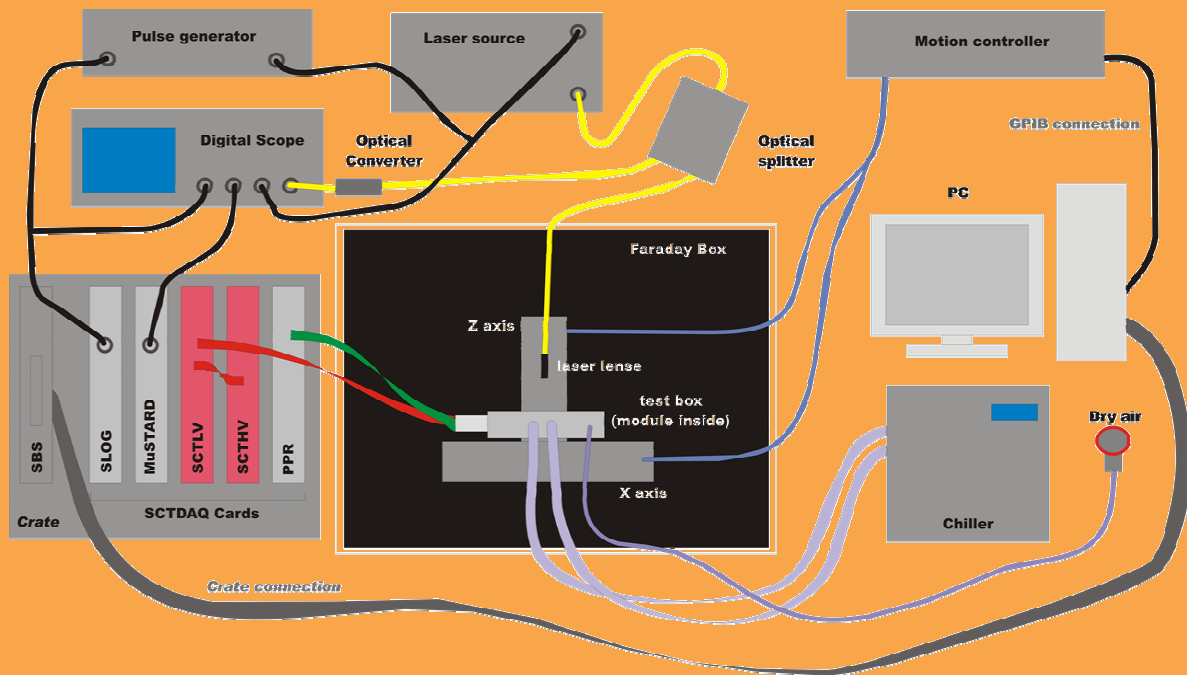 Pulse generator
Laser source
Motion controller
GPIB connection
Digital Scope
Optical
Converter
Optical
splitter
PC
Faraday Box
Z axis
laser lense
test box
(module inside)
X axis
Dry air
Chiller
SBS
SLOG
MuSTARD
SCTLV
SCTHV
PPR
SCTDAQ Cards
Crate
Crate connection